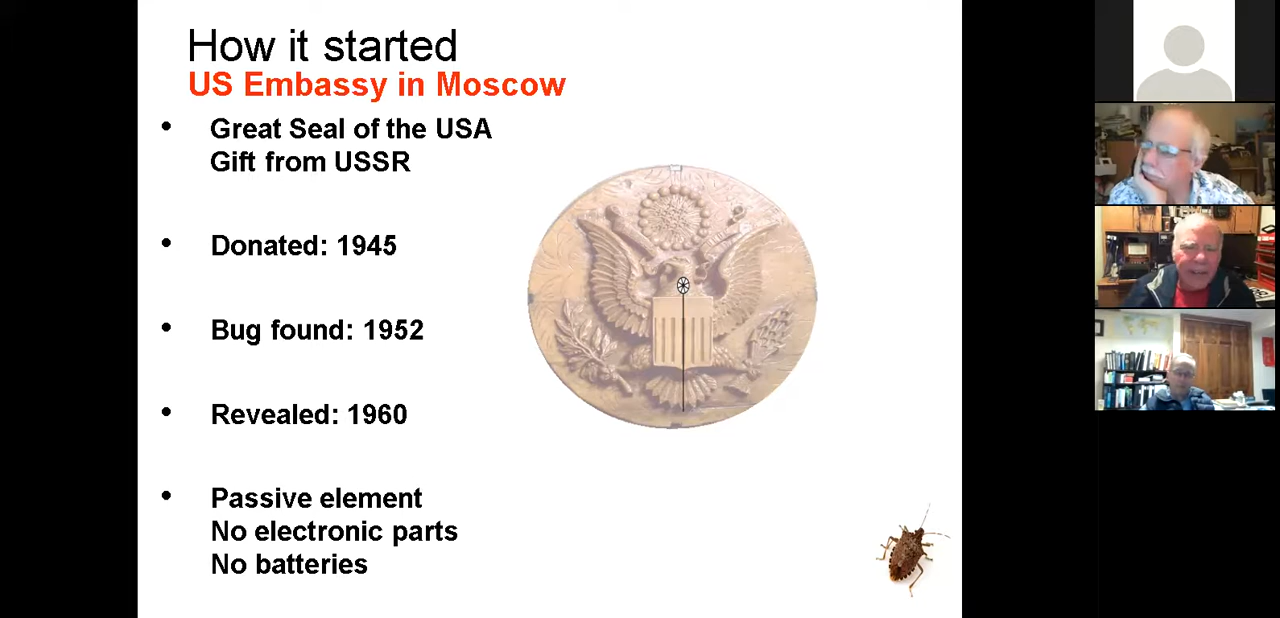 How it started
US Embassy in Moscow
• Great Seal of the USA
Gift from USSR
• Donated: 1945
• Bug found: 1952
• Revealed: 1960
• Passive element
No electronic parts
No batteries